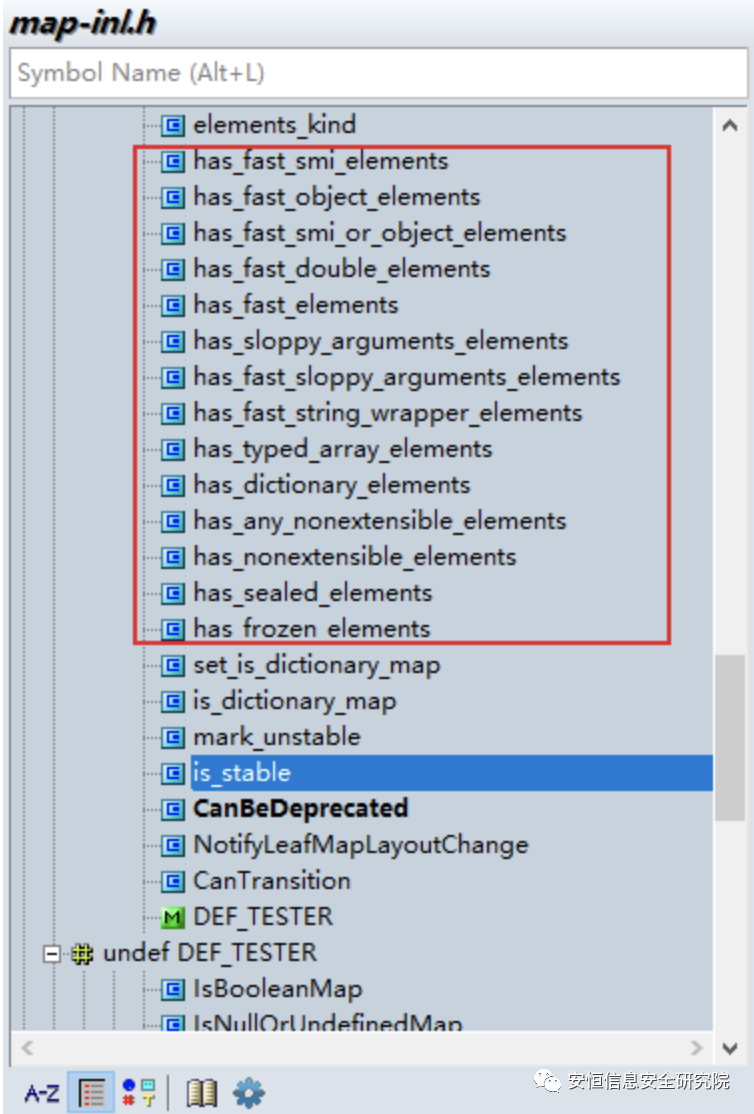 map-inl.h
Symbol Name (Alt+L)
elements_kind
has_fast_smi_elements
has_fast_object_elements
has_fast_smi_or_object_elements
has_fast_double_elements
has_fast_elements
has_sloppy_arguments_elements
has_fast_sloppy_arguments_elements
has_fast_string_wrapper_elements
has_typed_array_elements
has_dictionary_elements
has_any_nonextensible_elements
has_nonextensible_elements
has_sealed_elements
has_frozen_elements
set_is_dictionary_map
is_dictionary_map
mark_unstable
is_stable
CanBeDeprecated
NotifyLeafMapLayoutChange
CanTransition
M DEF_TESTER
undef DEF_TESTER
IsBooleanMap
IsNullOrUndefinedMap
A-Z
安恒信息安全研究院